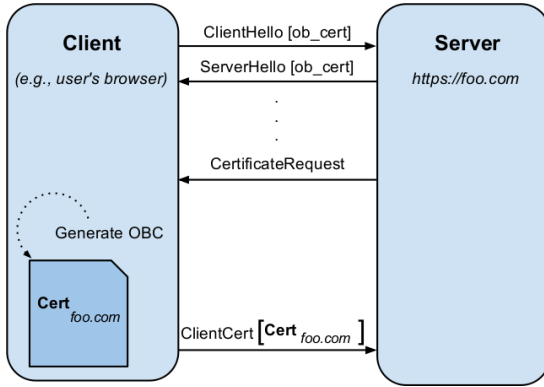 Client
(e.g., user's browser)
ClientHello [ob_cert]
ServerHello [ob_cert]
.
.
.
CertificateRequest
Server
https://foo.com
Generate OBC
Cert foo.com
ClientCert [Cert foo.com]